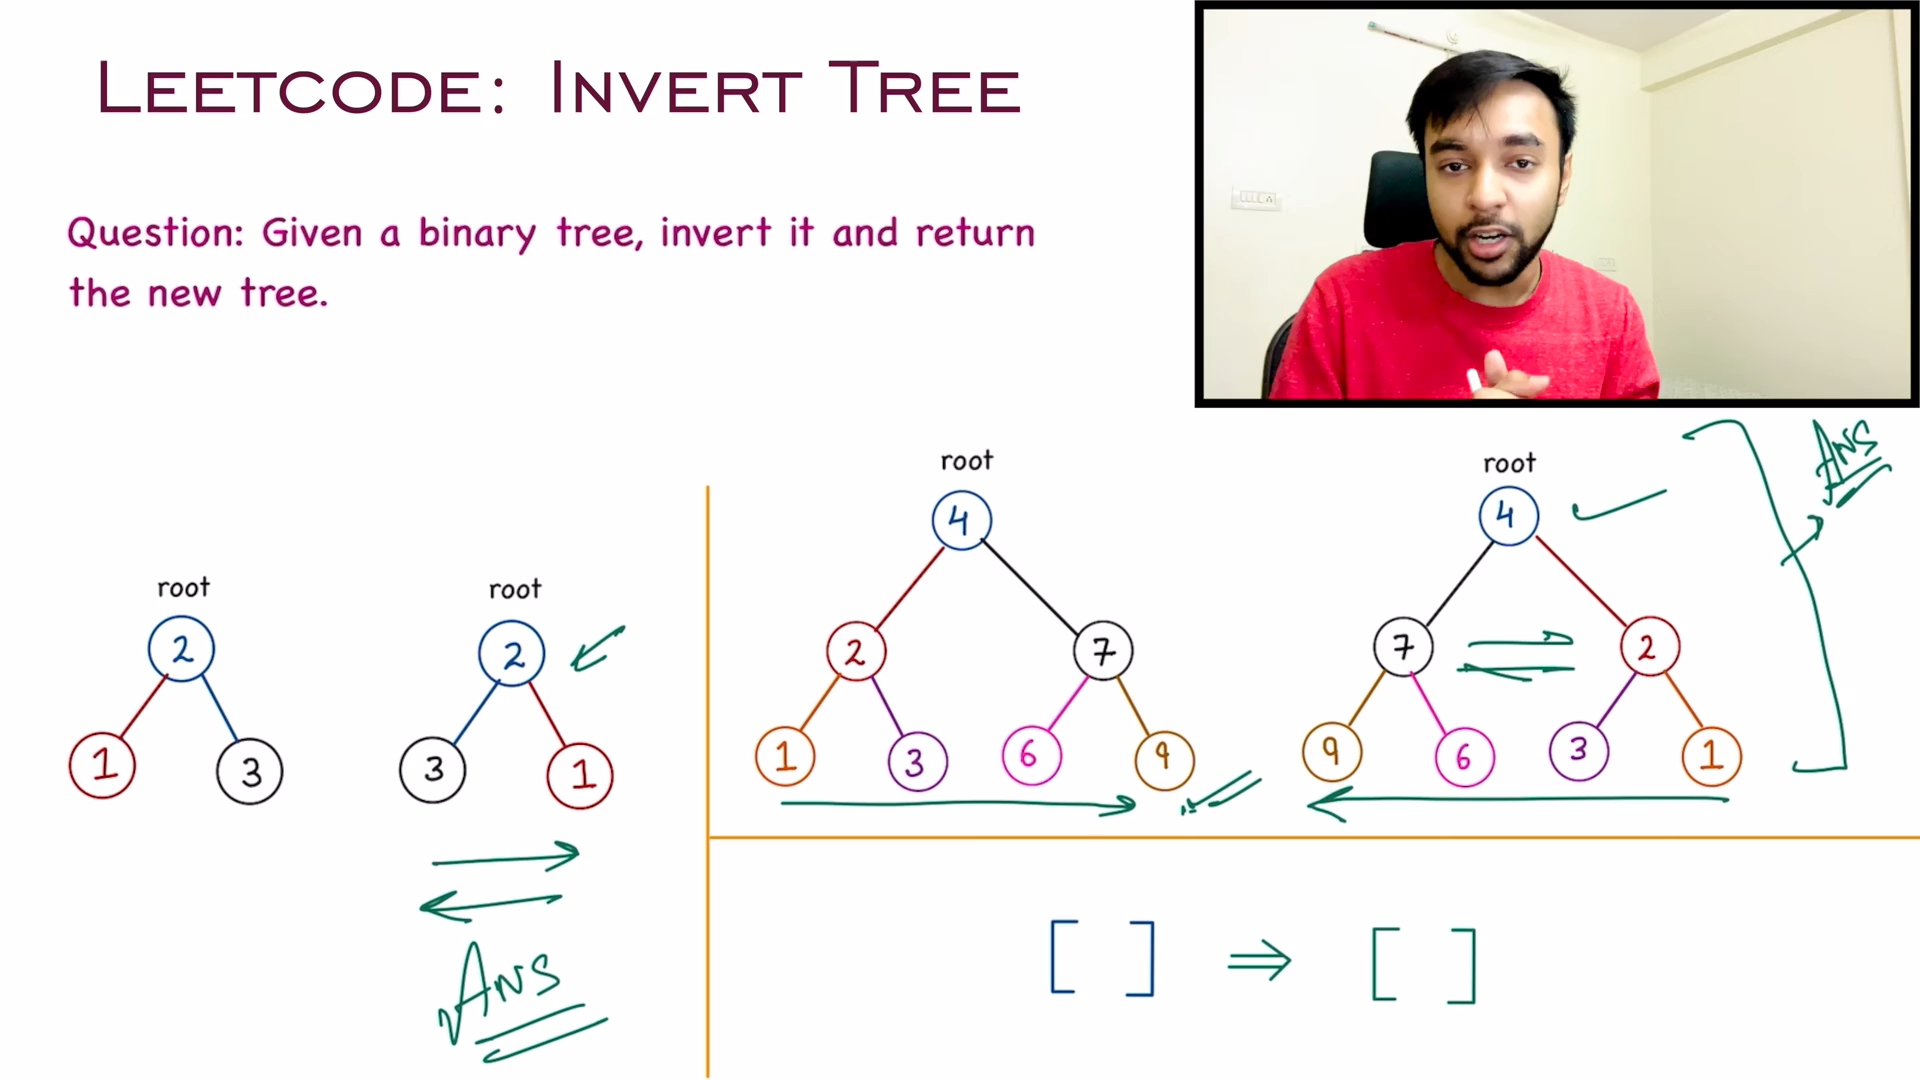 LEETCODE: INVERT TREE
Question: Given a binary tree, invert it and return
the new tree.
root
2
1 3
root
2
3 1
Ans
root
4
2 7
1 3 6 9
root
4
7 2
9 6 3 1
Ans
[ ] ⇒ [ ]